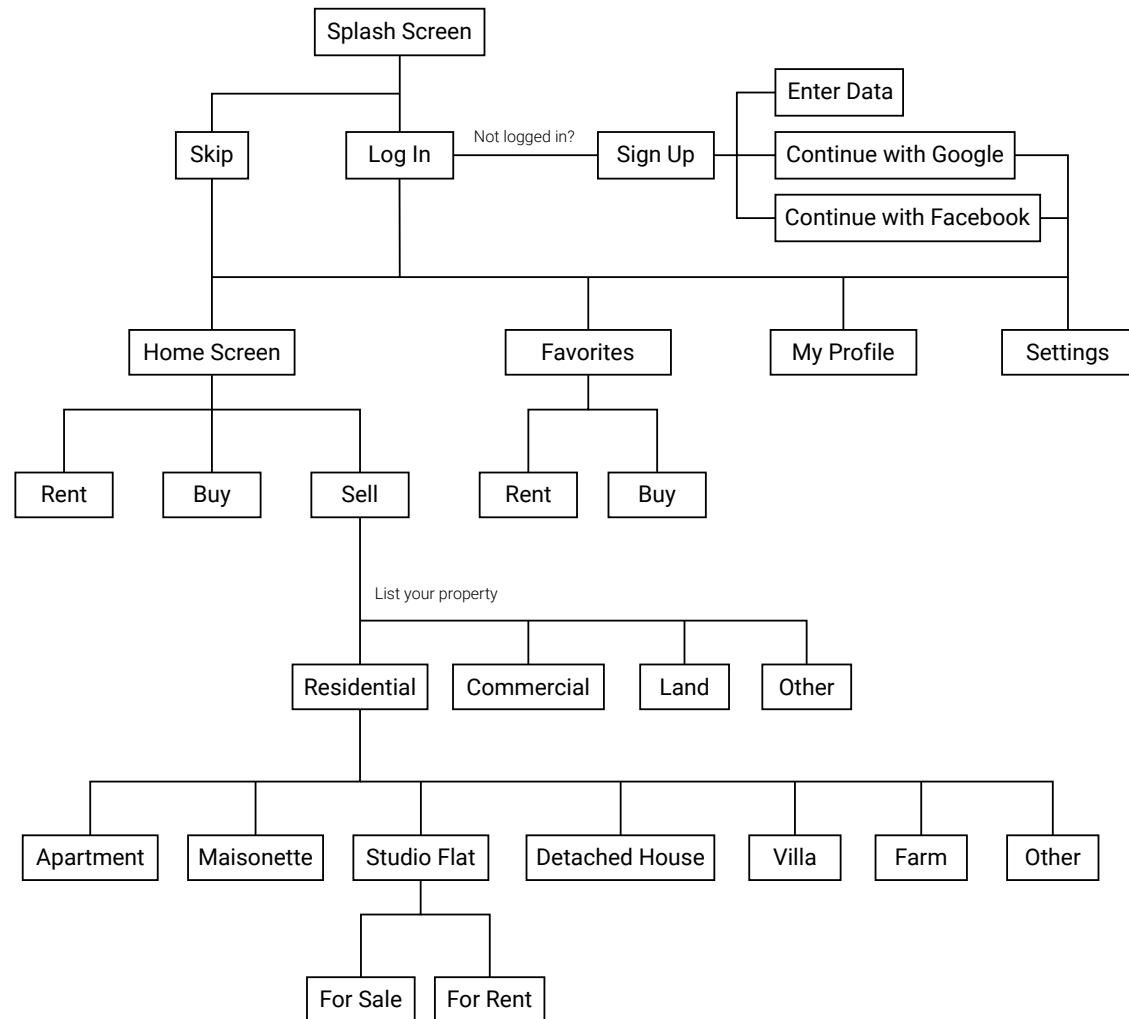 Splash Screen
Enter Data
Skip
Log In
Not logged in?
Sign Up
Continue with Google
Continue with Facebook
Home Screen
Favorites
My Profile
Settings
Rent
Buy
Sell
Rent
Buy
List your property
Residential
Commercial
Land
Other
Apartment
Maisonette
Studio Flat
Detached House
Villa
Farm
Other
For Sale
For Rent